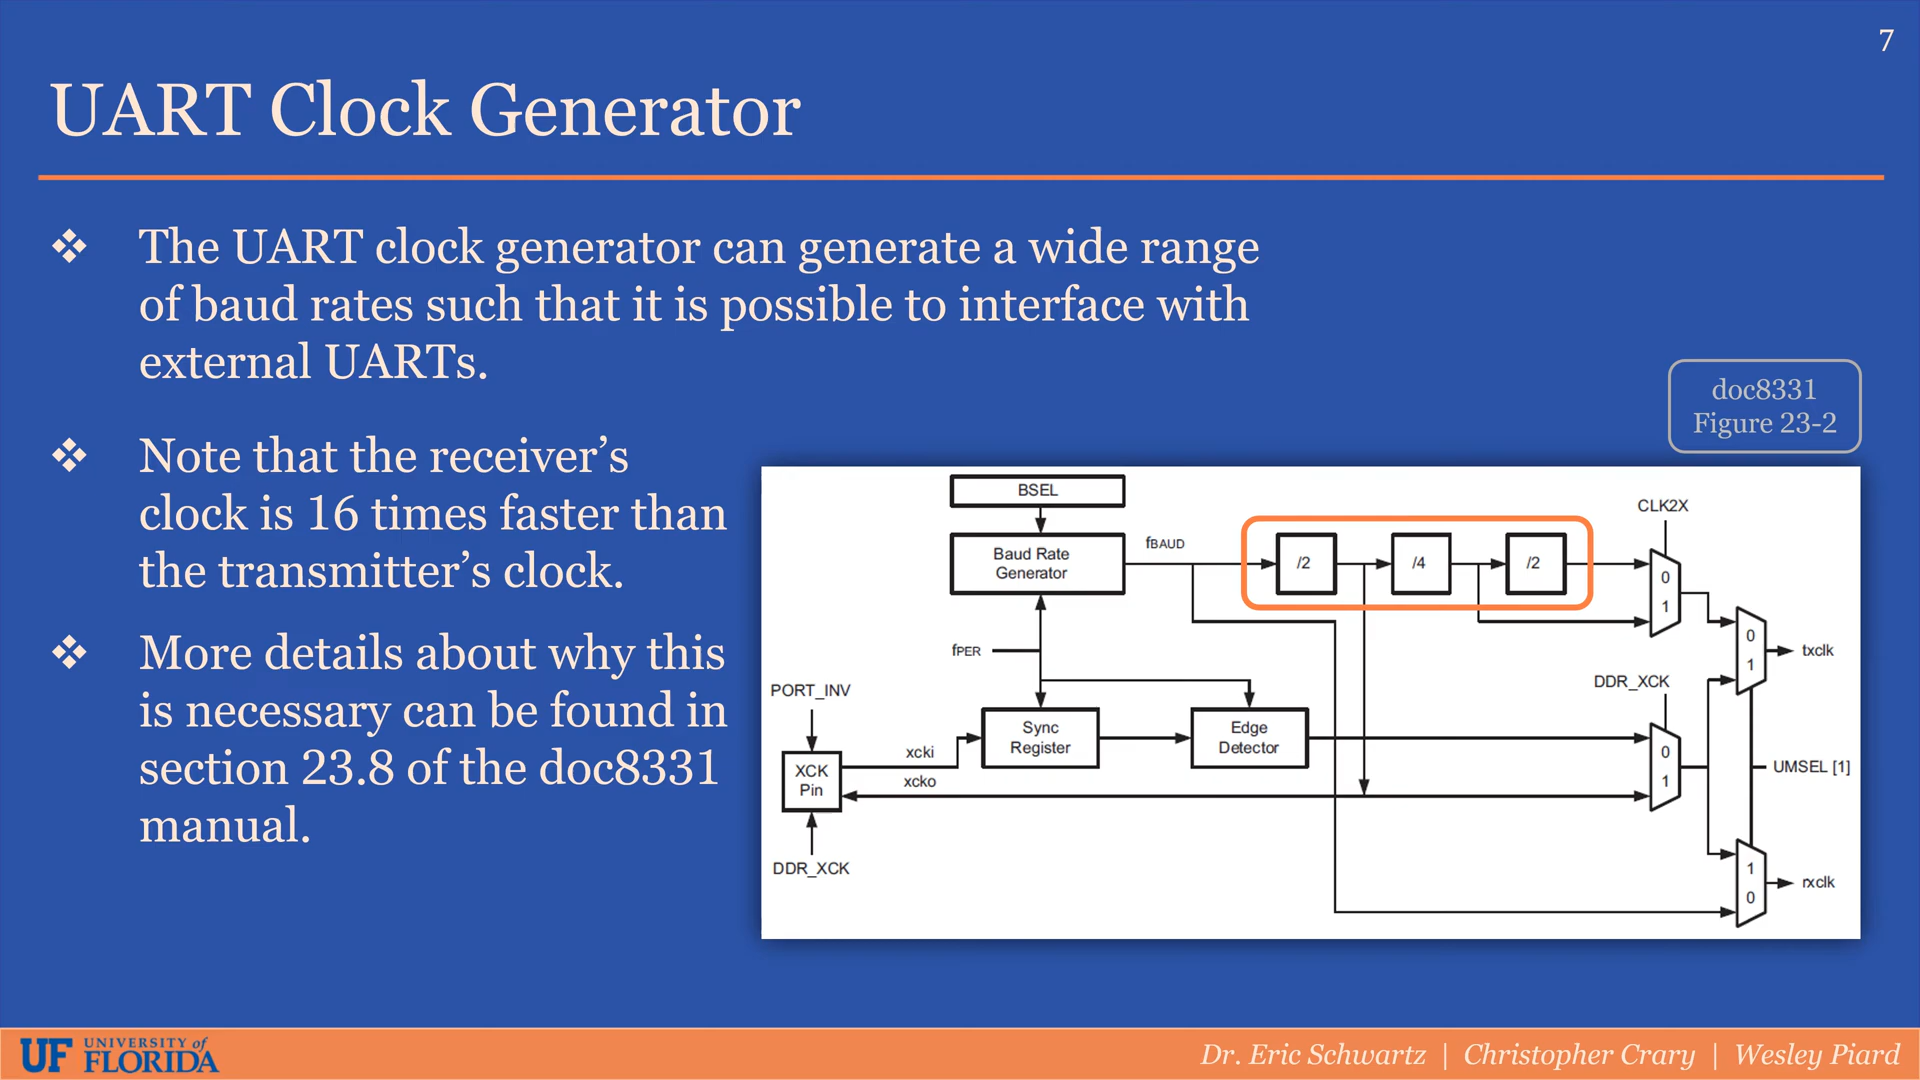 7
UART Clock Generator
❖ The UART clock generator can generate a wide range
of baud rates such that it is possible to interface with
external UARTs.
❖ Note that the receiver’s
clock is 16 times faster than
the transmitter’s clock.
❖ More details about why this
is necessary can be found in
section 23.8 of the doc8331
manual.
doc8331
Figure 23-2
BSEL
CLK2X
Baud Rate
Generator
fBAUD
/2
/4
/2
0
1
fPER
0
1
txclk
PORT_INV
DDR_XCK
Sync
Register
Edge
Detector
xcki
xcko
XCK
Pin
0
1
UMSEL [1]
DDR_XCK
1
0
rxclk
UF UNIVERSITY of
FLORIDA
Dr. Eric Schwartz | Christopher Crary | Wesley Piard